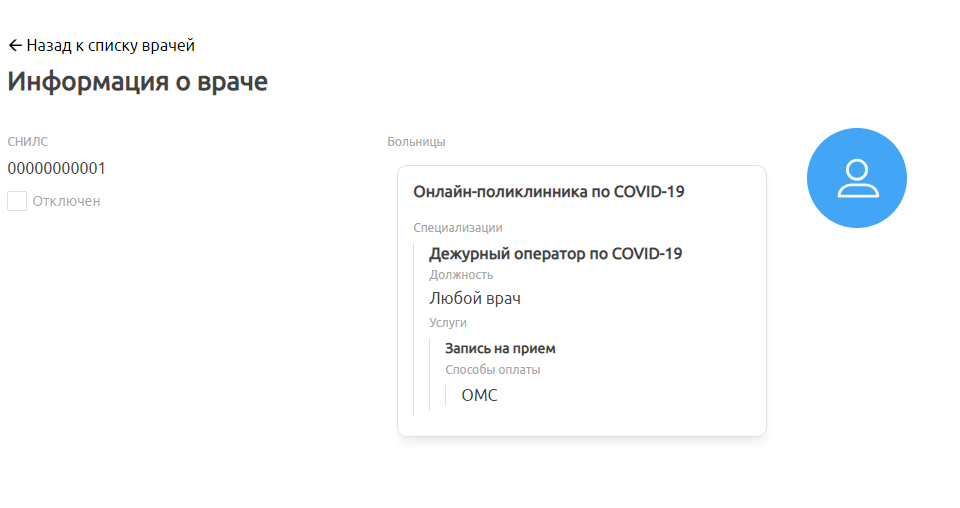 Назад к списку врачей
Информация о враче
СНИЛС
00000000001
Отключен
Больницы
Онлайн-поликлинника по COVID-19
Специализации
Дежурный оператор по COVID-19
Должность
Любой врач
Услуги
Запись на прием
Способы оплаты
ОМС